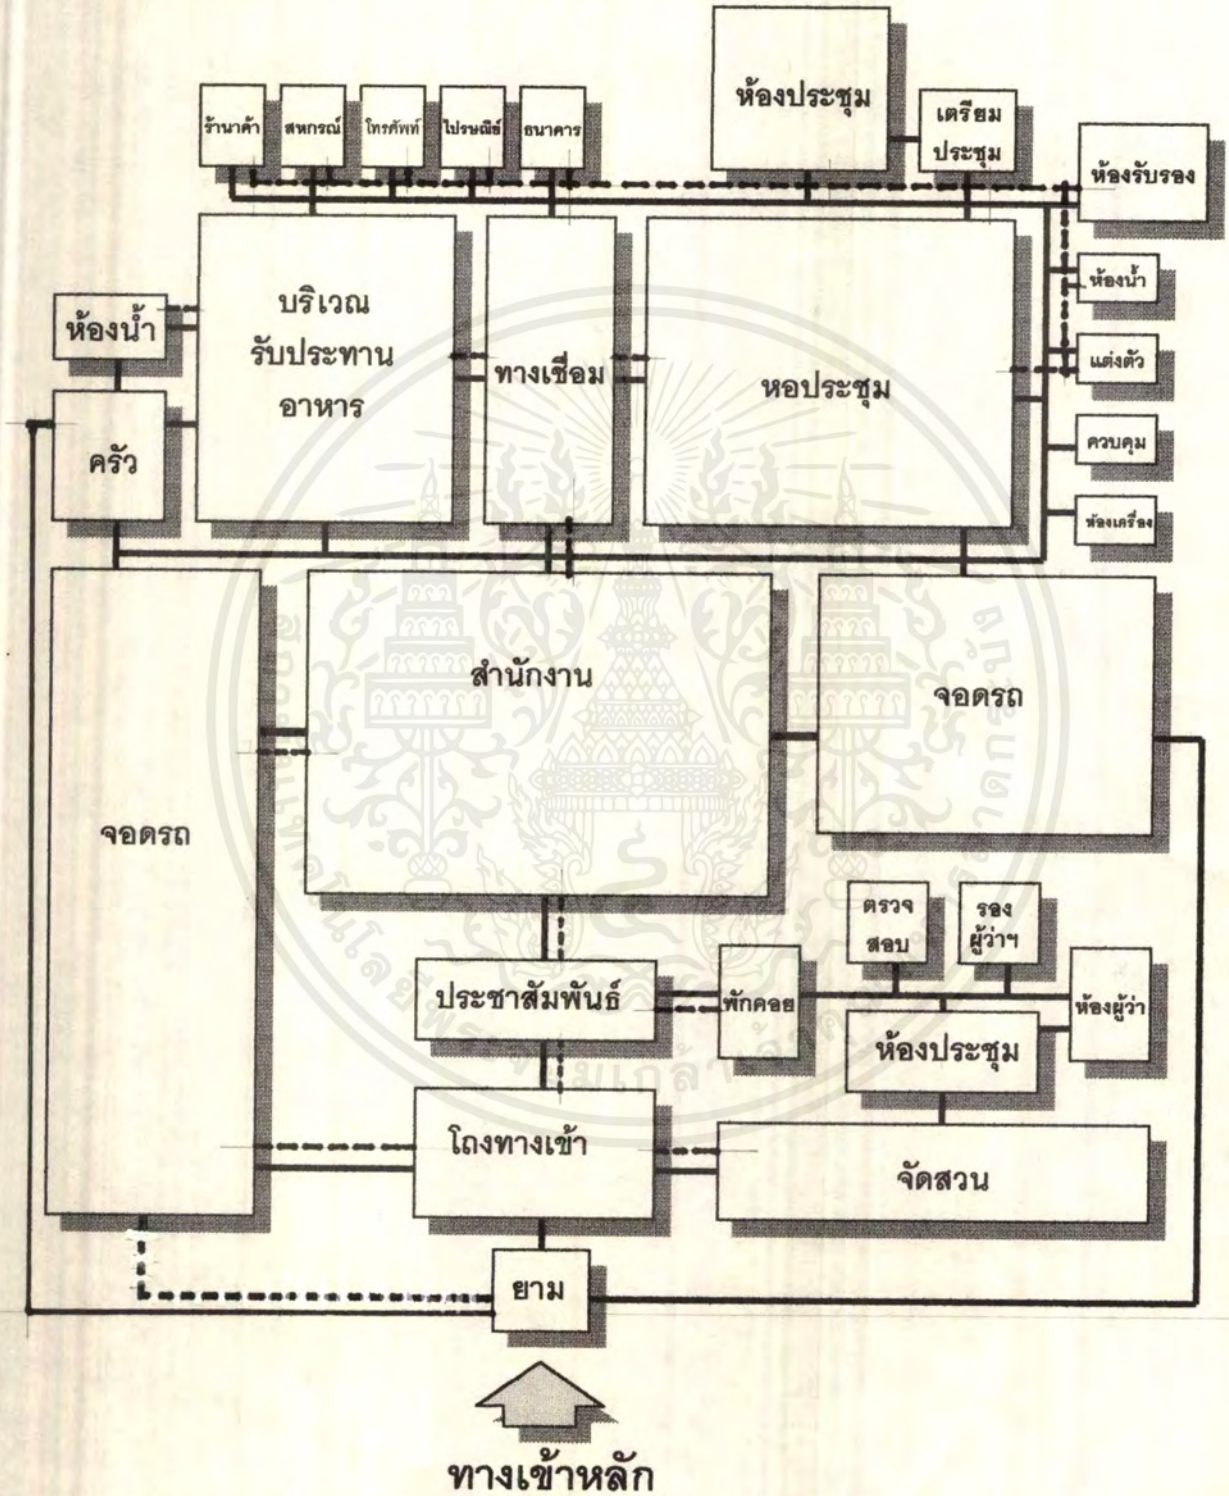 ห้องประชุม
ร้านาค้า
สหกรณ์
โทรศัพท์
ไปรษณีย์
ธนาคาร
เตรียม
ประชุม
ห้องรับรอง
บริเวณ
รับประทาน
อาหาร
ทางเชื่อม
หอประชุม
ห้องน้ำ
ห้องน้ำ
แต่งตัว
ครัว
ควบคุม
ห้องเครื่อง
สำนักงาน
จอดรถ
จอดรถ
ตรวจ
สอบ
รอง
ผู้ว่าฯ
ประชาสัมพันธ์
พักคอย
ห้องผู้ว่า
ห้องประชุม
โถงทางเข้า
จัดสวน
ยาม
ทางเข้าหลัก